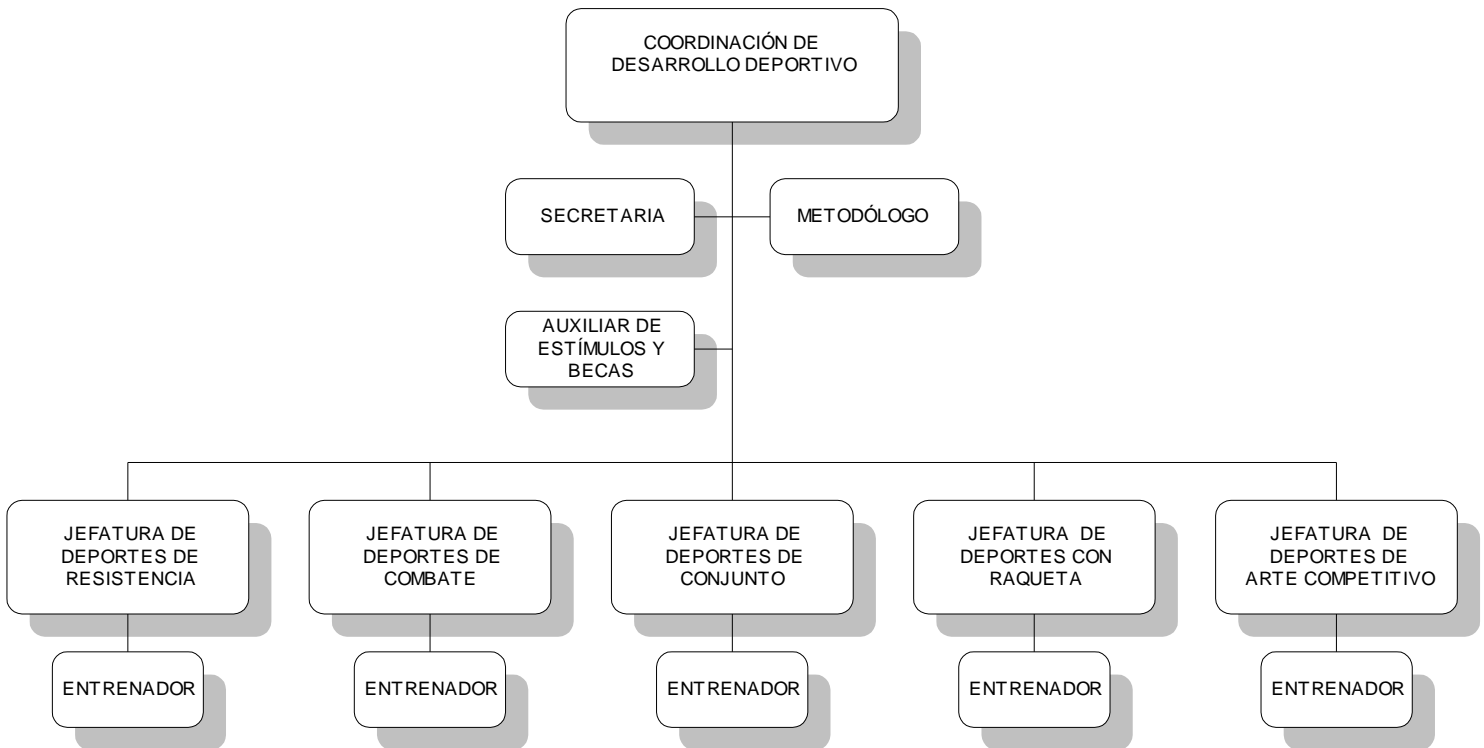 COORDINACIÓN DE
DESARROLLO DEPORTIVO
SECRETARIA
METODÓLOGO
AUXILIAR DE
ESTÍMULOS Y
BECAS
JEFATURA DE
DEPORTES DE
RESISTENCIA
JEFATURA DE
DEPORTES DE
COMBATE
JEFATURA DE
DEPORTES DE
CONJUNTO
JEFATURA DE
DEPORTES CON
RAQUETA
JEFATURA DE
DEPORTES DE
ARTE COMPETITIVO
ENTRENADOR
ENTRENADOR
ENTRENADOR
ENTRENADOR
ENTRENADOR